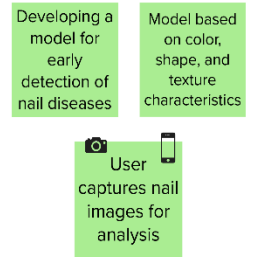 Developing a
model for
early
detection of
nail diseases
Model based
on color,
shape, and
texture
characteristics
User
captures nail
images for
analysis